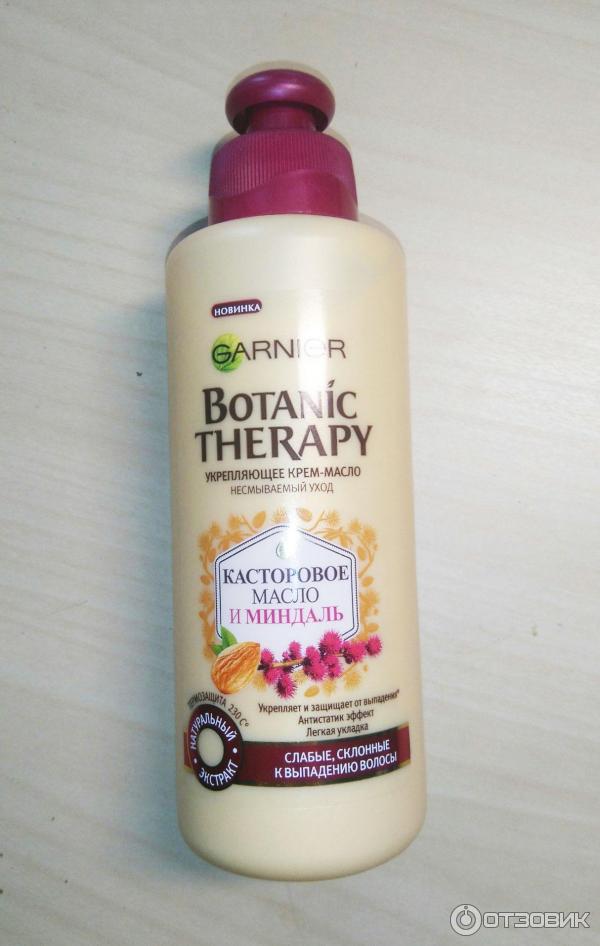 НОВИНКА
GARNIER
BOTANIC
THERAPY
УКРЕПЛЯЮЩЕЕ КРЕМ-МАСЛО
НЕСМЫВАЕМЫЙ УХОД
КАСТОРОВОЕ
МАСЛО
И МИНДАЛЬ
Укрепляет и защищает от выпадения*
Антистатик эффект
Легкая укладка
ТЕРМОЗАЩИТА 230 C°
НАТУРАЛЬНЫЙ
ЭКСТРАКТ
СЛАБЫЕ, СКЛОННЫЕ
К ВЫПАДЕНИЮ ВОЛОСЫ
ОТЗОВИК